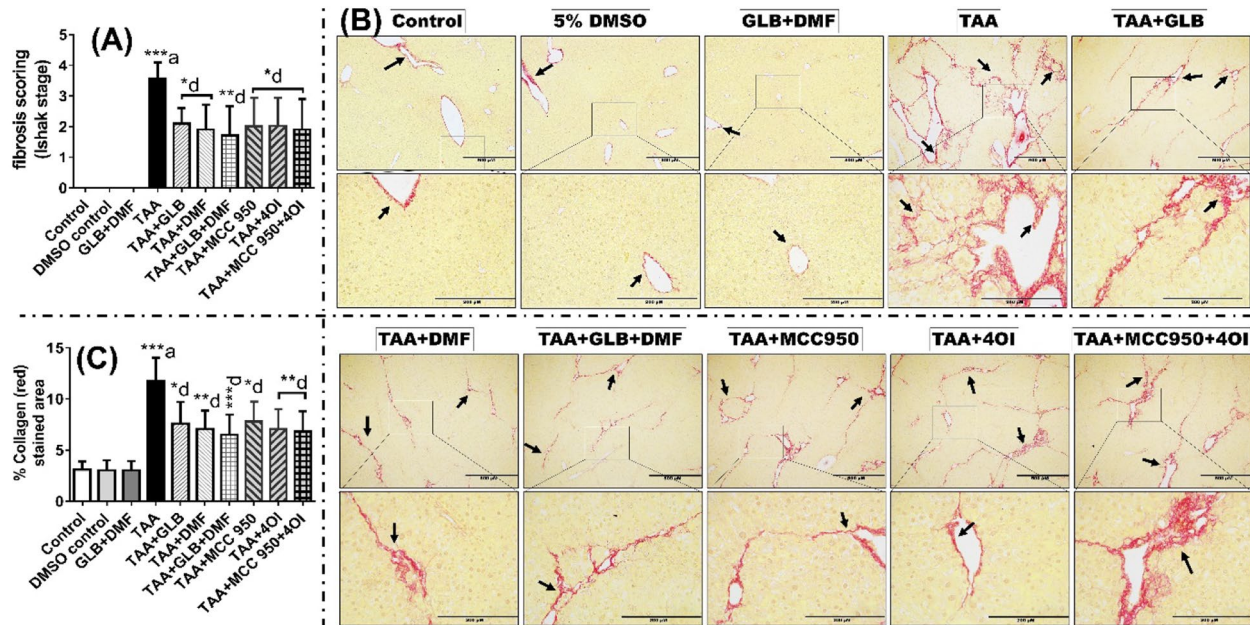 (A)
fibrosis scoring
(Ishak stage)
5
4
3
2
1
0
***a
*d
**d
*d
Control
DMSO control
GLB+DMF
TAA
TAA+GLB
TAA+DMF
TAA+GLB+DMF
TAA+MCC 950
TAA+4OI
TAA+MCC 950+4OI
(B)
Control
5% DMSO
GLB+DMF
TAA
TAA+GLB
(C)
% Collagen (red)
stained area
15
10
5
0
***a
*d
**d
***d
*d
**d
Control
DMSO control
GLB+DMF
TAA
TAA+GLB
TAA+DMF
TAA+GLB+DMF
TAA+MCC 950
TAA+4OI
TAA+MCC 950+4OI
TAA+DMF
TAA+GLB+DMF
TAA+MCC950
TAA+4OI
TAA+MCC950+4OI